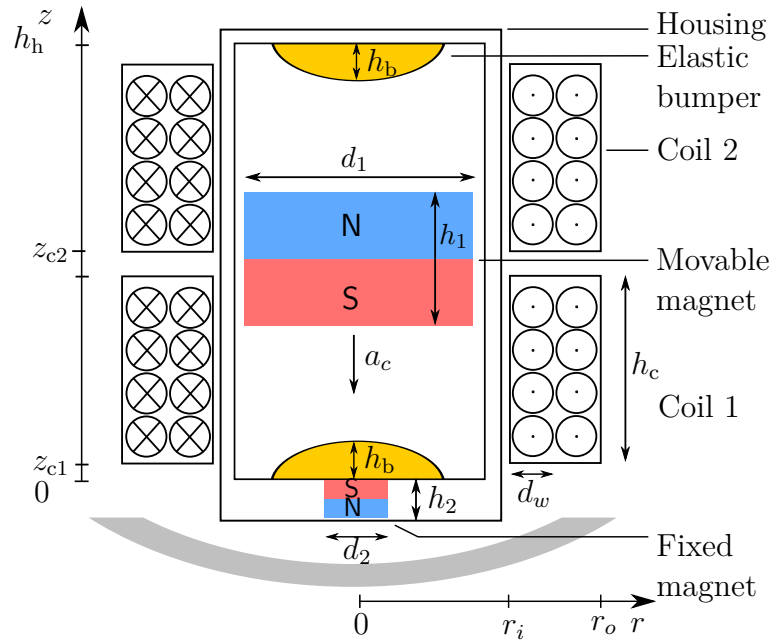 z
h_h
Housing
h_b
Elastic
bumper
Coil 2
d_1
N
h_1
z_c2
Movable
magnet
S
a_c
h_c
Coil 1
h_b
z_c1
0
S
h_2
d_w
N
d_2
Fixed
magnet
0
r_i
r_o
r